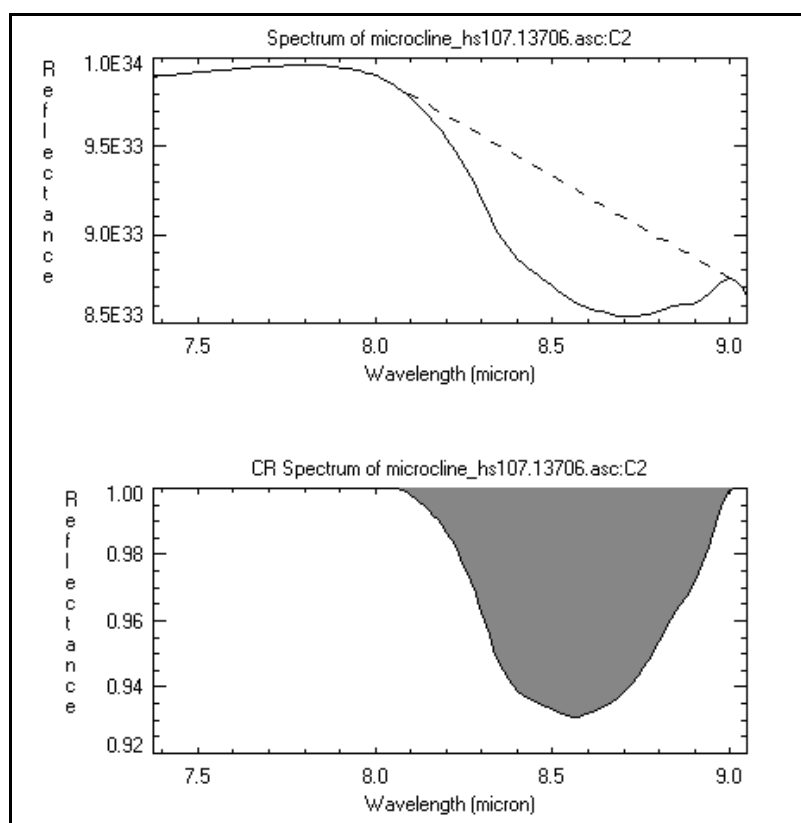 Spectrum of microcline_hs107.13706.asc:C2
Reflectance
1.0E34
9.5E33
9.0E33
8.5E33
7.5 8.0 8.5 9.0
Wavelength (micron)
CR Spectrum of microcline_hs107.13706.asc:C2
Reflectance
1.00
0.98
0.96
0.94
0.92
7.5 8.0 8.5 9.0
Wavelength (micron)